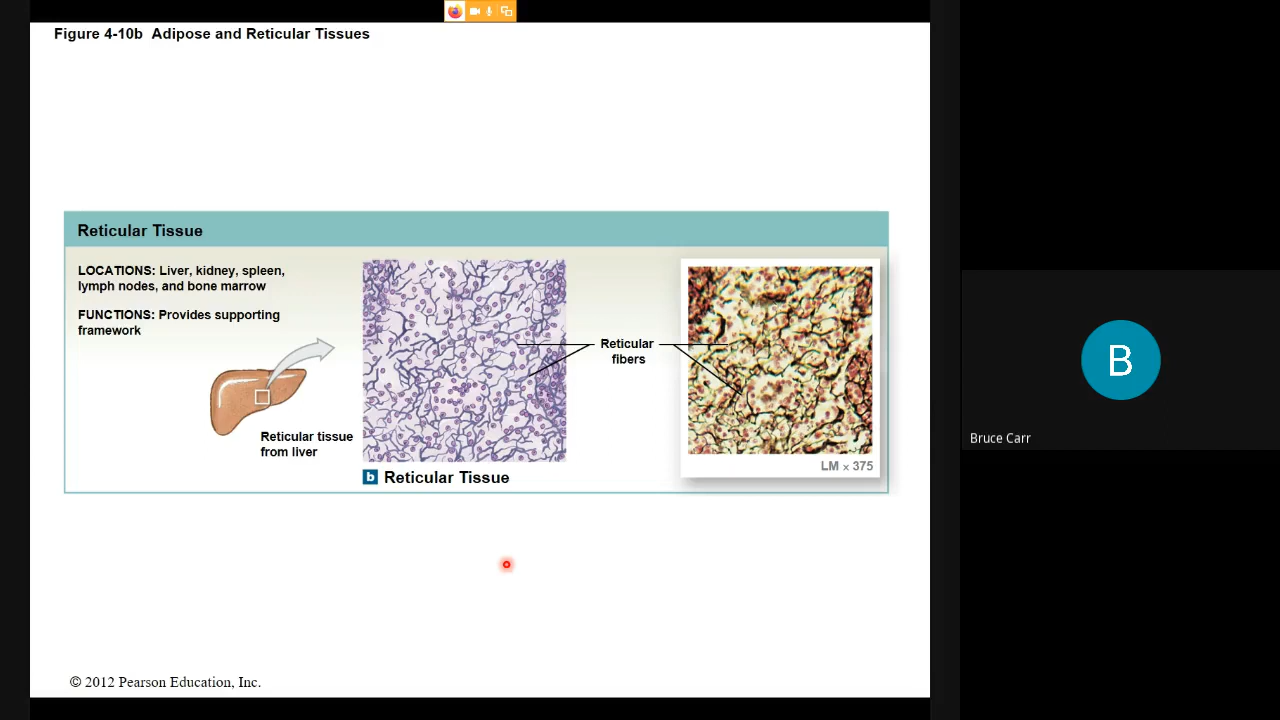 Figure 4-10b Adipose and Reticular Tissues
Reticular Tissue
LOCATIONS: Liver, kidney, spleen,
lymph nodes, and bone marrow
FUNCTIONS: Provides supporting
framework
Reticular tissue
from liver
Reticular
fibers
LM × 375
b Reticular Tissue
© 2012 Pearson Education, Inc.
B
Bruce Carr